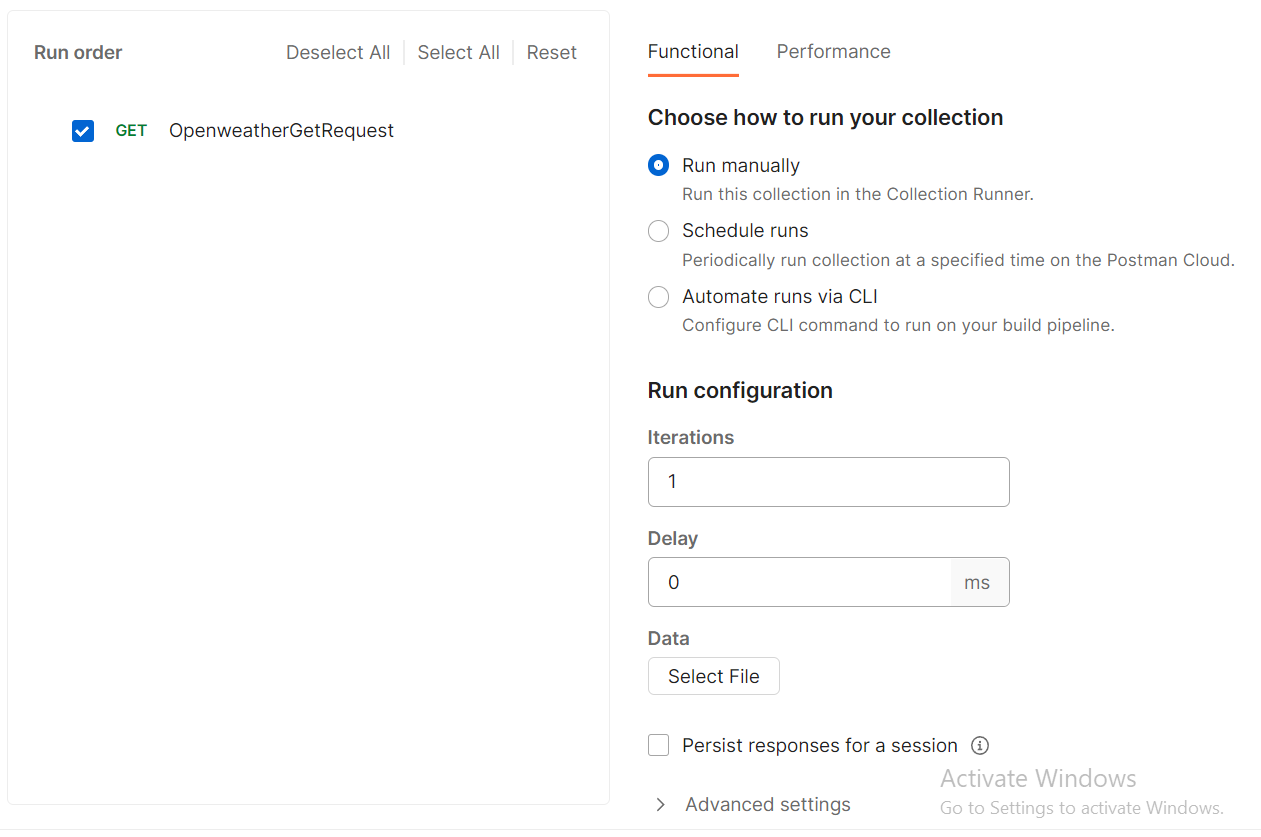 Run order
Deselect All
Select All
Reset
GET OpenweatherGetRequest
Functional
Performance
Choose how to run your collection
Run manually
Run this collection in the Collection Runner.
Schedule runs
Periodically run collection at a specified time on the Postman Cloud.
Automate runs via CLI
Configure CLI command to run on your build pipeline.
Run configuration
Iterations
1
Delay
0 ms
Data
Select File
Persist responses for a session
Advanced settings
Activate Windows
Go to Settings to activate Windows.